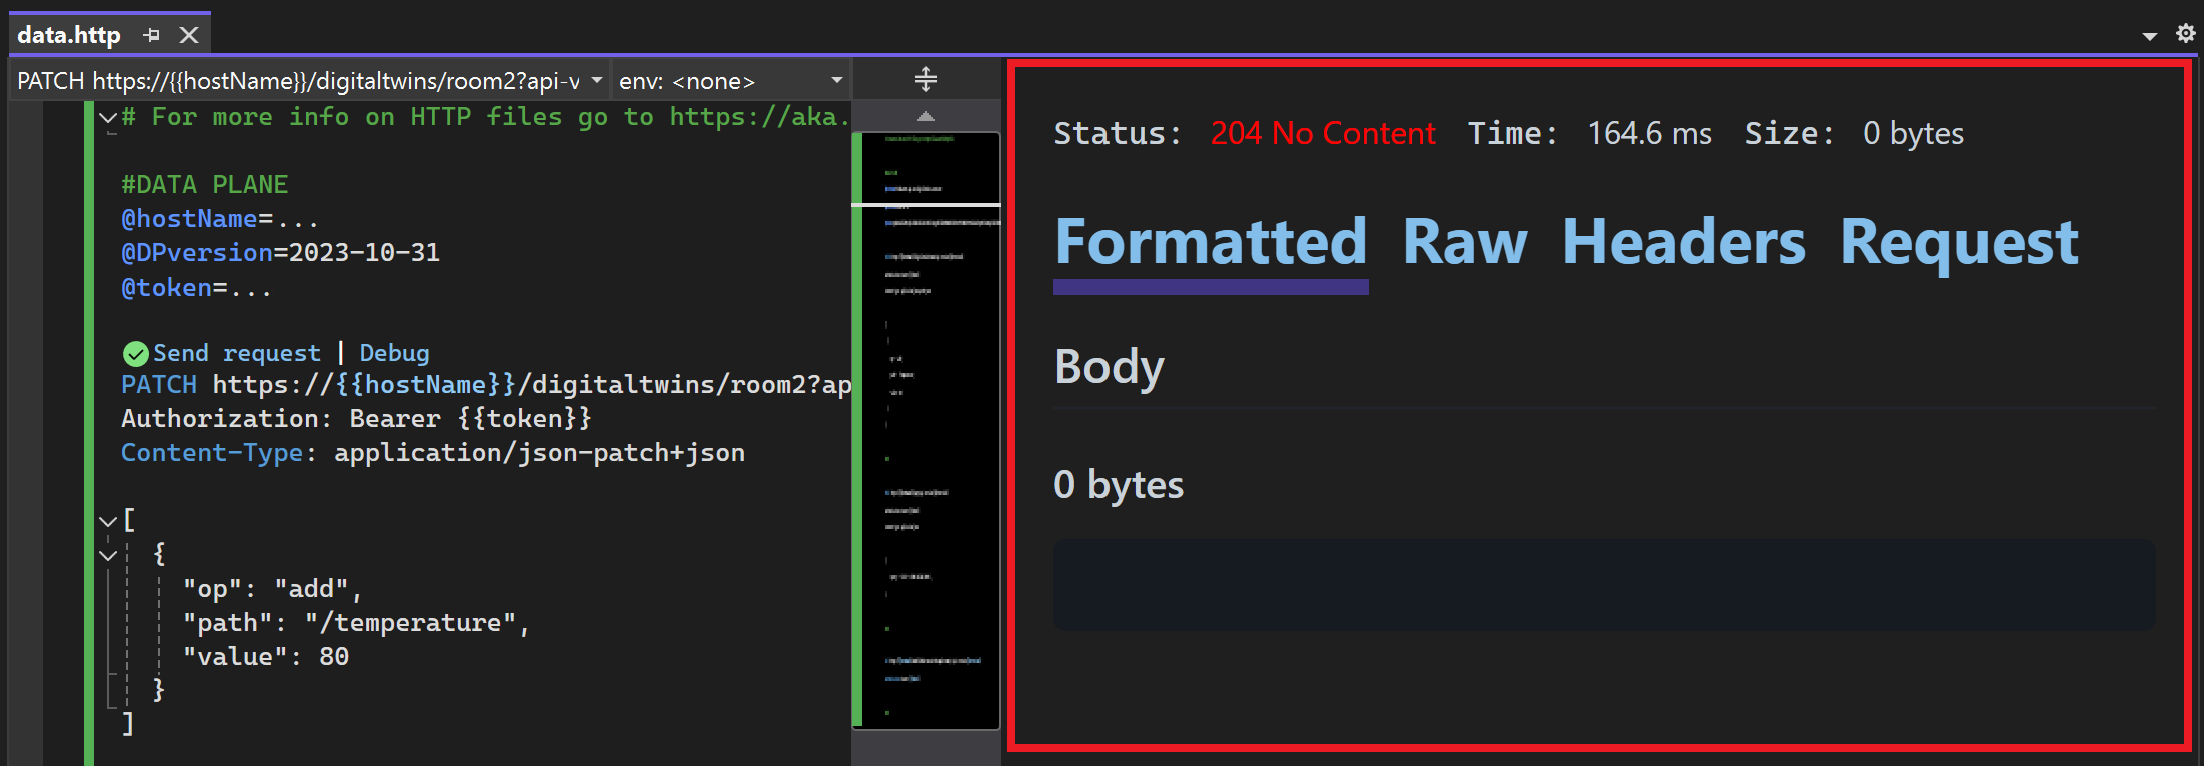 data.http
PATCH https://{{hostName}}/digitaltwins/room2?api-v
env: <none>
# For more info on HTTP files go to https://aka.
#DATA PLANE
@hostName=...
@DPversion=2023-10-31
@token=...
Send request | Debug
PATCH https://{{hostName}}/digitaltwins/room2?ap
Authorization: Bearer {{token}}
Content-Type: application/json-patch+json
[
{
"op": "add",
"path": "/temperature",
"value": 80
}
]
Status: 204 No Content Time: 164.6 ms Size: 0 bytes
Formatted Raw Headers Request
Body
0 bytes